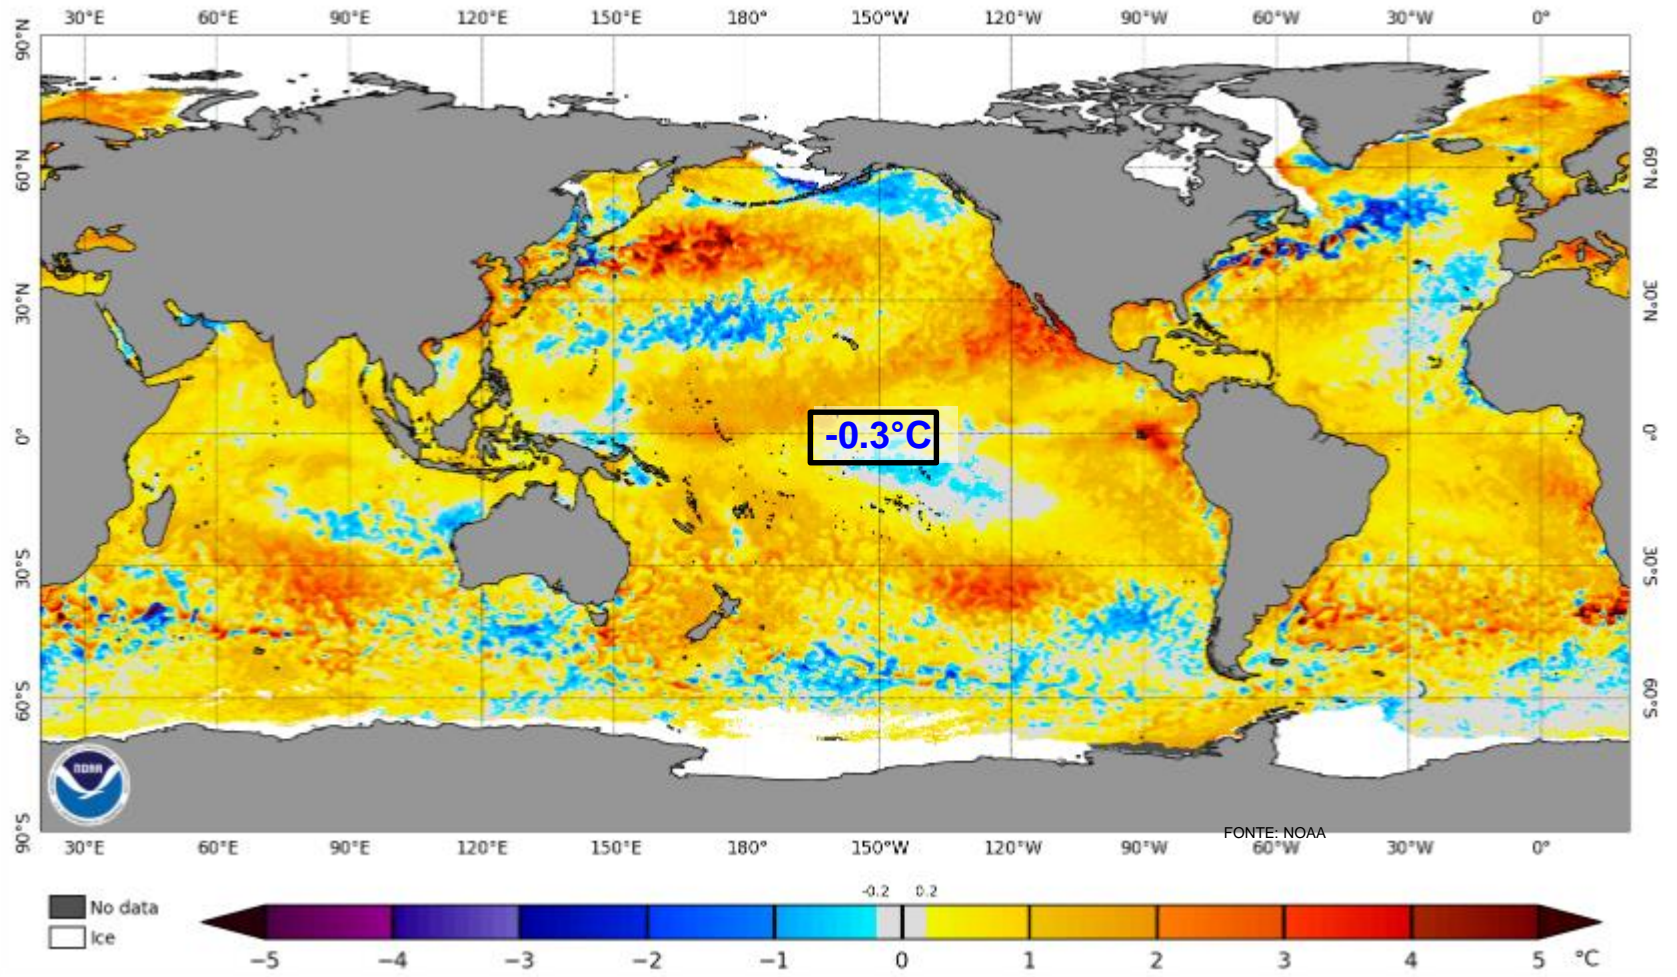 30°E 60°E 90°E 120°E 150°E 180° 150°W 120°W 90°W 60°W 30°W 0°
90°N
60°N 60°N
30°N 30°N
0° 0°
-0.3°C
30°S 30°S
60°S 60°S
NOAA
90°S
FONTE: NOAA
30°E 60°E 90°E 120°E 150°E 180° 150°W 120°W 90°W 60°W 30°W 0°
-0.2 0.2
No data
Ice
−5 −4 −3 −2 −1 0 1 2 3 4 5 °C